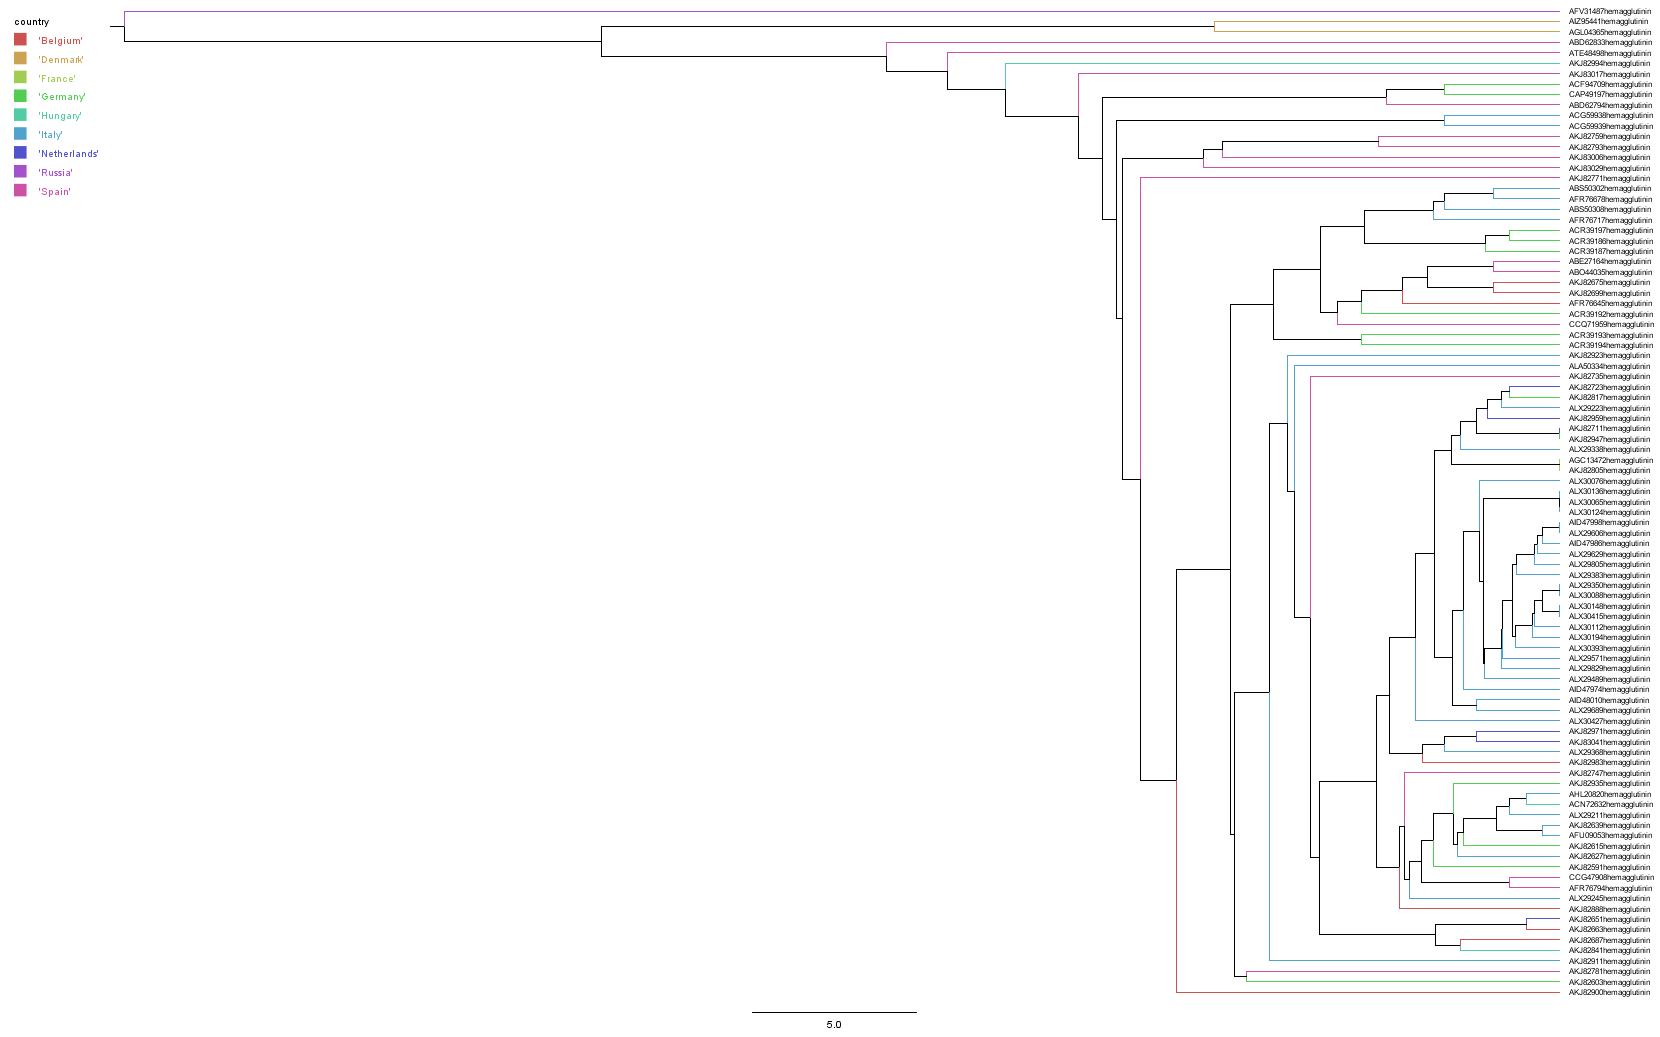 country
'Belgium'
'Denmark'
'France'
'Germany'
'Hungary'
'Italy'
'Netherlands'
'Russia'
'Spain'
AFV31487hemagglutinin
AIZ95441hemagglutinin
AGL04365hemagglutinin
ABD62833hemagglutinin
ATE48498hemagglutinin
AKJ82994hemagglutinin
AKJ83017hemagglutinin
ACF94709hemagglutinin
CAP49197hemagglutinin
ABD62794hemagglutinin
ACG59938hemagglutinin
ACG59939hemagglutinin
AKJ82759hemagglutinin
AKJ82793hemagglutinin
AKJ83006hemagglutinin
AKJ83029hemagglutinin
AKJ82771hemagglutinin
ABS50302hemagglutinin
AFR76678hemagglutinin
ABS50308hemagglutinin
AFR76717hemagglutinin
ACR39197hemagglutinin
ACR39186hemagglutinin
ACR39187hemagglutinin
ABE27164hemagglutinin
ABO44035hemagglutinin
AKJ82675hemagglutinin
AKJ82699hemagglutinin
AFR76645hemagglutinin
ACR39192hemagglutinin
CCQ71959hemagglutinin
ACR39193hemagglutinin
ACR39194hemagglutinin
AKJ82923hemagglutinin
ALA50334hemagglutinin
AKJ82735hemagglutinin
AKJ82723hemagglutinin
AKJ82817hemagglutinin
ALX29223hemagglutinin
AKJ82959hemagglutinin
AKJ82711hemagglutinin
AKJ82947hemagglutinin
ALX29338hemagglutinin
AGC13472hemagglutinin
AKJ82805hemagglutinin
ALX30076hemagglutinin
ALX30136hemagglutinin
ALX30065hemagglutinin
ALX30124hemagglutinin
AID47998hemagglutinin
ALX29606hemagglutinin
AID47986hemagglutinin
ALX29629hemagglutinin
ALX29805hemagglutinin
ALX29383hemagglutinin
ALX29350hemagglutinin
ALX30088hemagglutinin
ALX30148hemagglutinin
ALX30415hemagglutinin
ALX30112hemagglutinin
ALX30194hemagglutinin
ALX30393hemagglutinin
ALX29571hemagglutinin
ALX29829hemagglutinin
ALX29489hemagglutinin
AID47974hemagglutinin
AID48010hemagglutinin
ALX29689hemagglutinin
ALX30427hemagglutinin
AKJ82971hemagglutinin
AKJ83041hemagglutinin
ALX29368hemagglutinin
AKJ82983hemagglutinin
AKJ82747hemagglutinin
AKJ82935hemagglutinin
AHL20820hemagglutinin
ACN72632hemagglutinin
ALX29211hemagglutinin
AKJ82639hemagglutinin
AFU09053hemagglutinin
AKJ82615hemagglutinin
AKJ82627hemagglutinin
AKJ82591hemagglutinin
CCG47908hemagglutinin
AFR76794hemagglutinin
ALX29245hemagglutinin
AKJ82888hemagglutinin
AKJ82651hemagglutinin
AKJ82663hemagglutinin
AKJ82687hemagglutinin
AKJ82841hemagglutinin
AKJ82911hemagglutinin
AKJ82781hemagglutinin
AKJ82603hemagglutinin
AKJ82900hemagglutinin
5.0